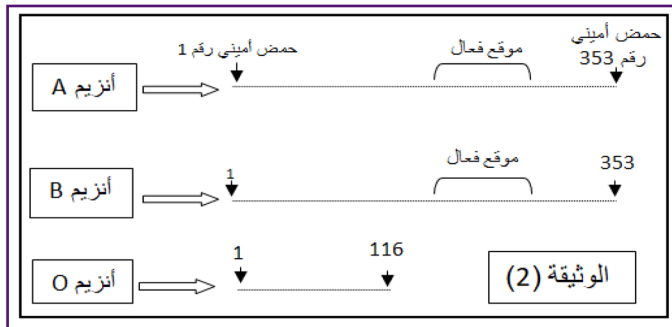 حمض أميني
رقم 353
موقع فعال
حمض أميني رقم 1
أنزيم A
353
موقع فعال
1
أنزيم B
116
1
أنزيم O
الوثيقة (2)